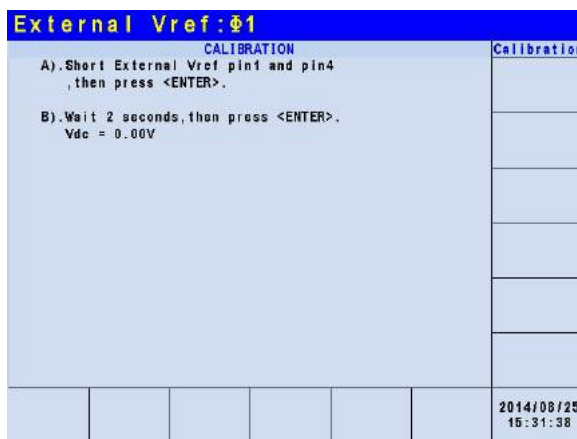 External Vref:Φ1
CALIBRATION
Calibration
A).Short External Vref pin1 and pin4
,then press <ENTER>.
B).Wait 2 seconds,then press <ENTER>.
Vdc = 0.00V
2014/08/25
15:31:38